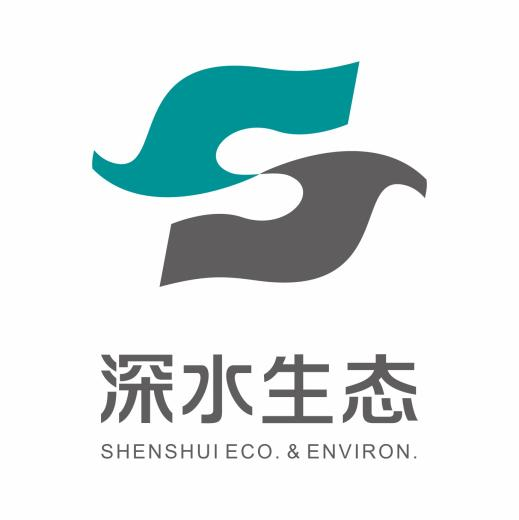 深水生态
SHENSHUI ECO. & ENVIRON.